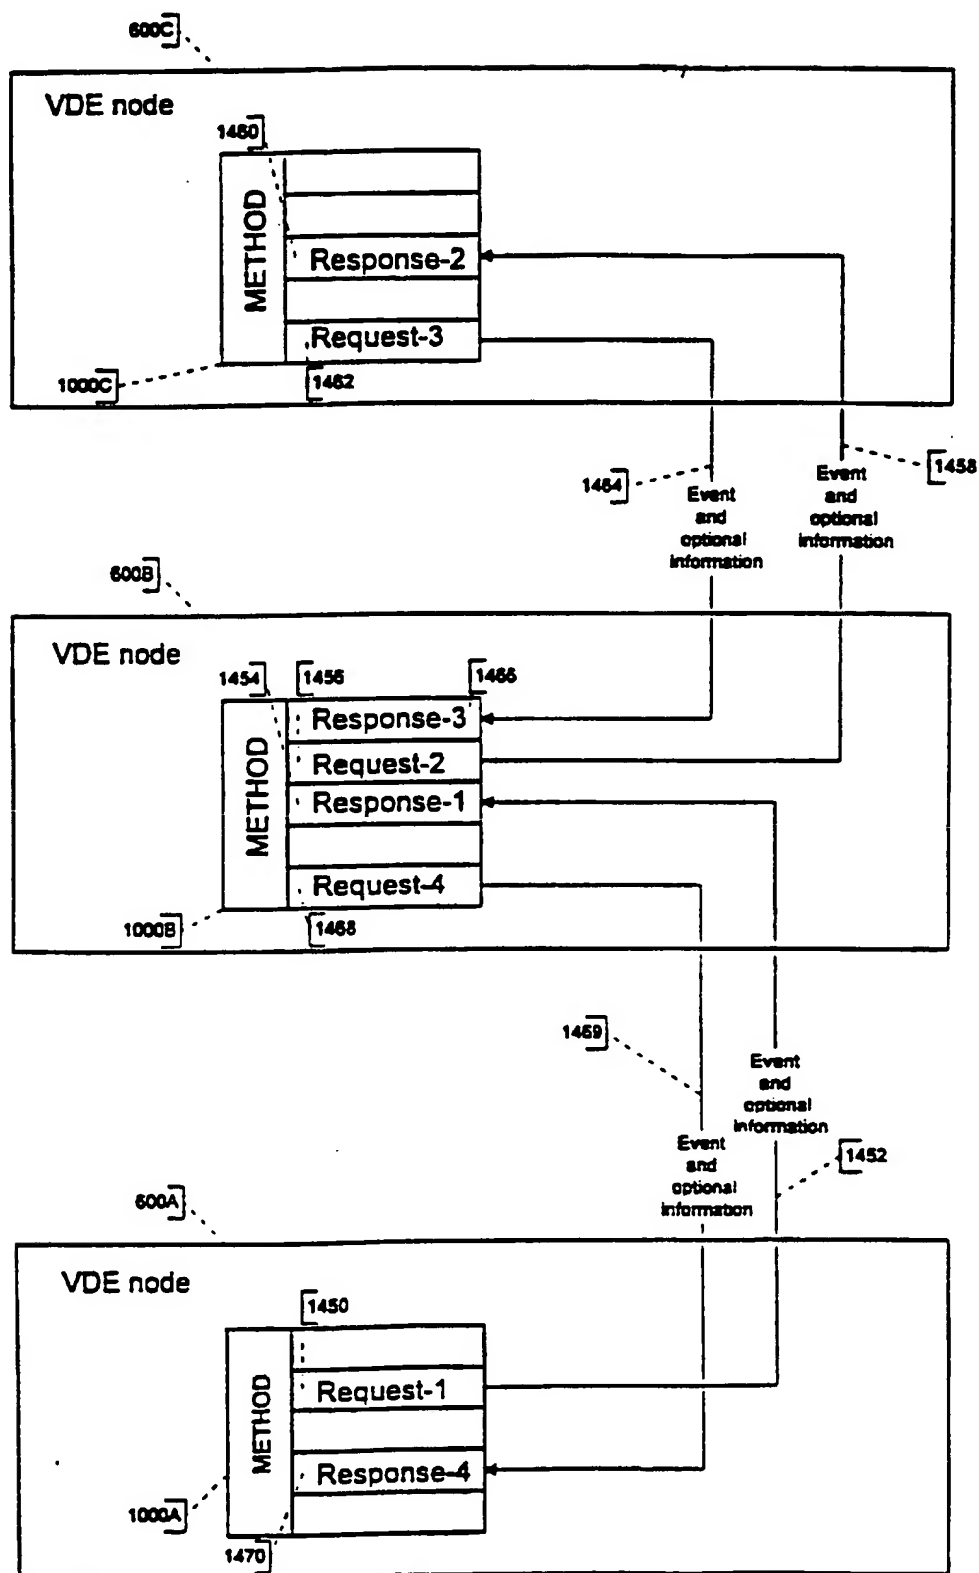 600C
VDE node
1460
METHOD
Response-2
Request-3
1000C
1462
1464
Event
and
optional
information
1458
Event
and
optional
information
600B
VDE node
1454
1456
1466
METHOD
Response-3
Request-2
Response-1
Request-4
1000B
1468
1469
Event
and
optional
information
1452
Event
and
optional
information
600A
VDE node
1450
METHOD
Request-1
Response-4
1000A
1470